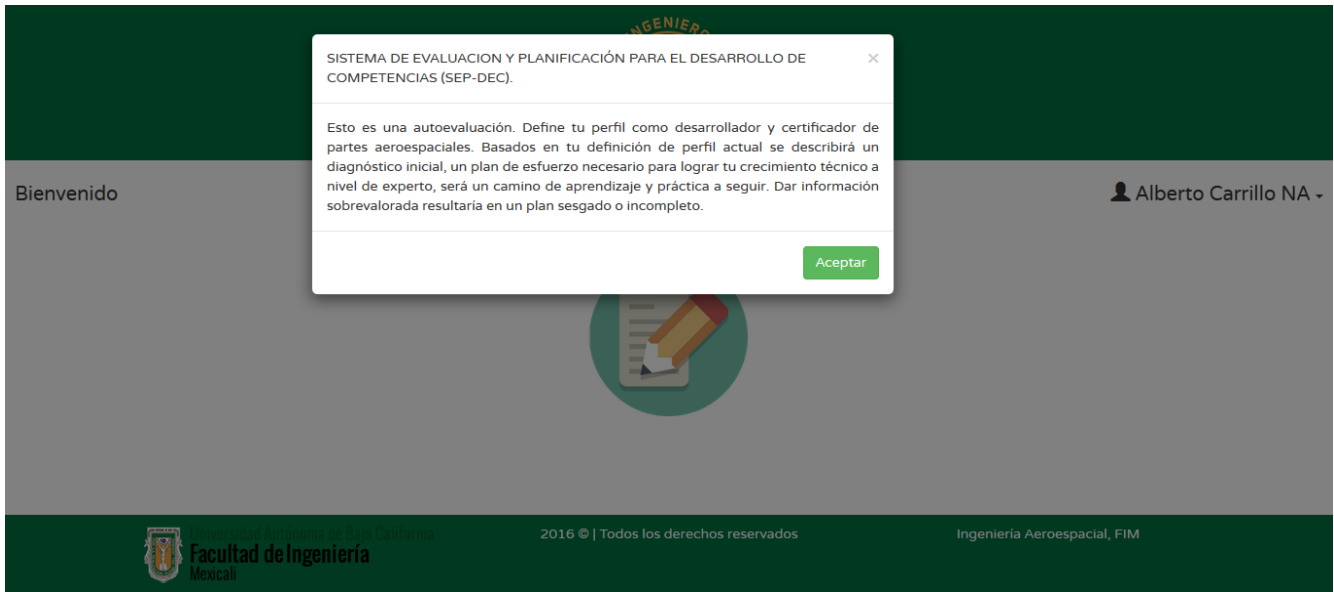 INGENIERO
SISTEMA DE EVALUACION Y PLANIFICACIÓN PARA EL DESARROLLO DE
COMPETENCIAS (SEP-DEC).
×
Esto es una autoevaluación. Define tu perfil como desarrollador y certificador de
partes aeroespaciales. Basados en tu definición de perfil actual se describirá un
diagnóstico inicial, un plan de esfuerzo necesario para lograr tu crecimiento técnico a
nivel de experto, será un camino de aprendizaje y práctica a seguir. Dar información
sobrevalorada resultaría en un plan sesgado o incompleto.
Aceptar
Bienvenido
Alberto Carrillo NA
Universidad Autónoma de Baja California
Facultad de Ingeniería
Mexicali
2016 © | Todos los derechos reservados
Ingeniería Aeroespacial, FIM